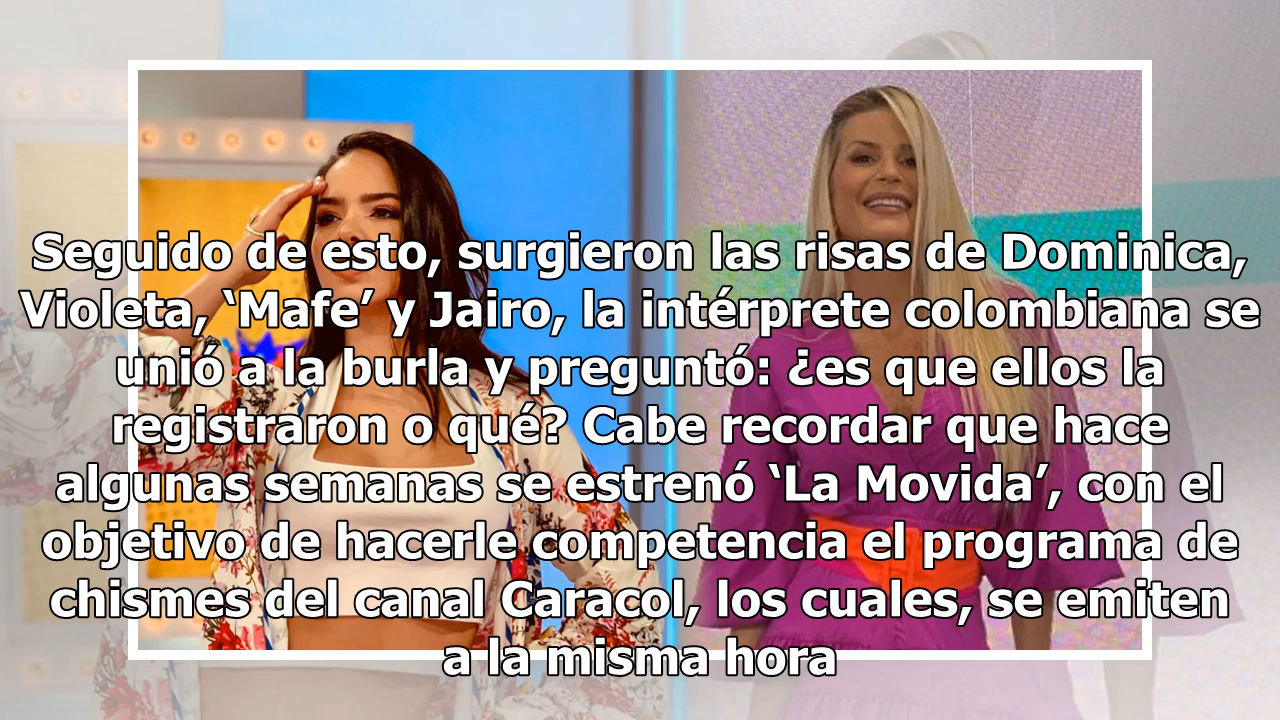 Seguido de esto, surgieron las risas de Dominica,
Violeta, ‘Mafe’ y Jairo, la intérprete colombiana se
unió a la burla y preguntó: ¿es que ellos la
registraron o qué? Cabe recordar que hace
algunas semanas se estrenó ‘La Movida’, con el
objetivo de hacerle competencia el programa de
chismes del canal Caracol, los cuales, se emiten
a la misma hora